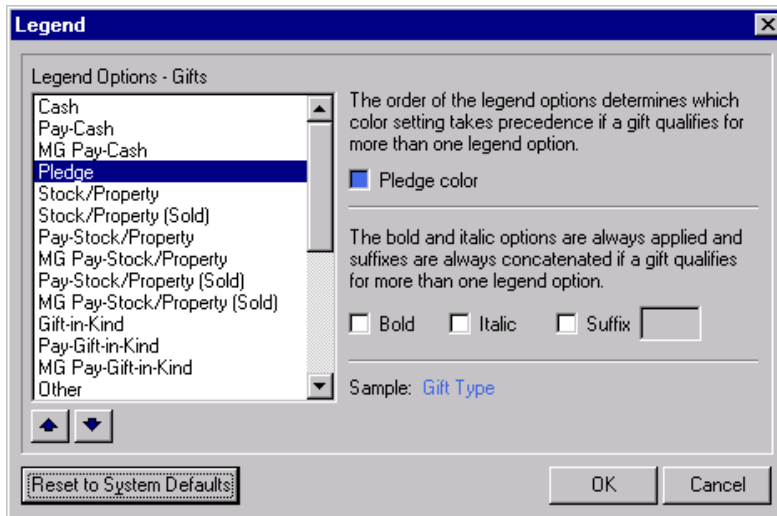 Legend
Legend Options - Gifts
Cash
Pay-Cash
MG Pay-Cash
Pledge
Stock/Property
Stock/Property (Sold)
Pay-Stock/Property
MG Pay-Stock/Property
Pay-Stock/Property (Sold)
MG Pay-Stock/Property (Sold)
Gift-in-Kind
Pay-Gift-in-Kind
MG Pay-Gift-in-Kind
Other
The order of the legend options determines which
color setting takes precedence if a gift qualifies for
more than one legend option.
Pledge color
The bold and italic options are always applied and
suffixes are always concatenated if a gift qualifies
for more than one legend option.
Bold Italic Suffix
Sample: Gift Type
Reset to System Defaults OK Cancel